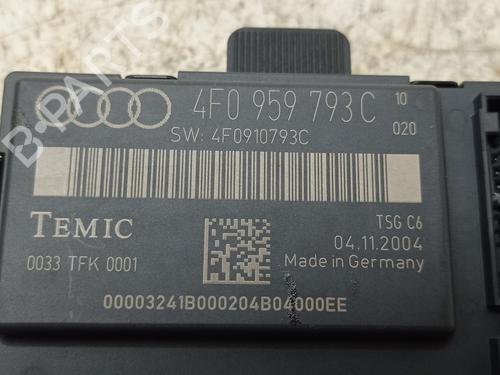 4F0 959 793C 10
020
SW: 4F0910793C
TEMIC
TSG C6
04.11.2004
0033 TFK 0001
Made in Germany
00003241B000204B04000EE
B-PARTS